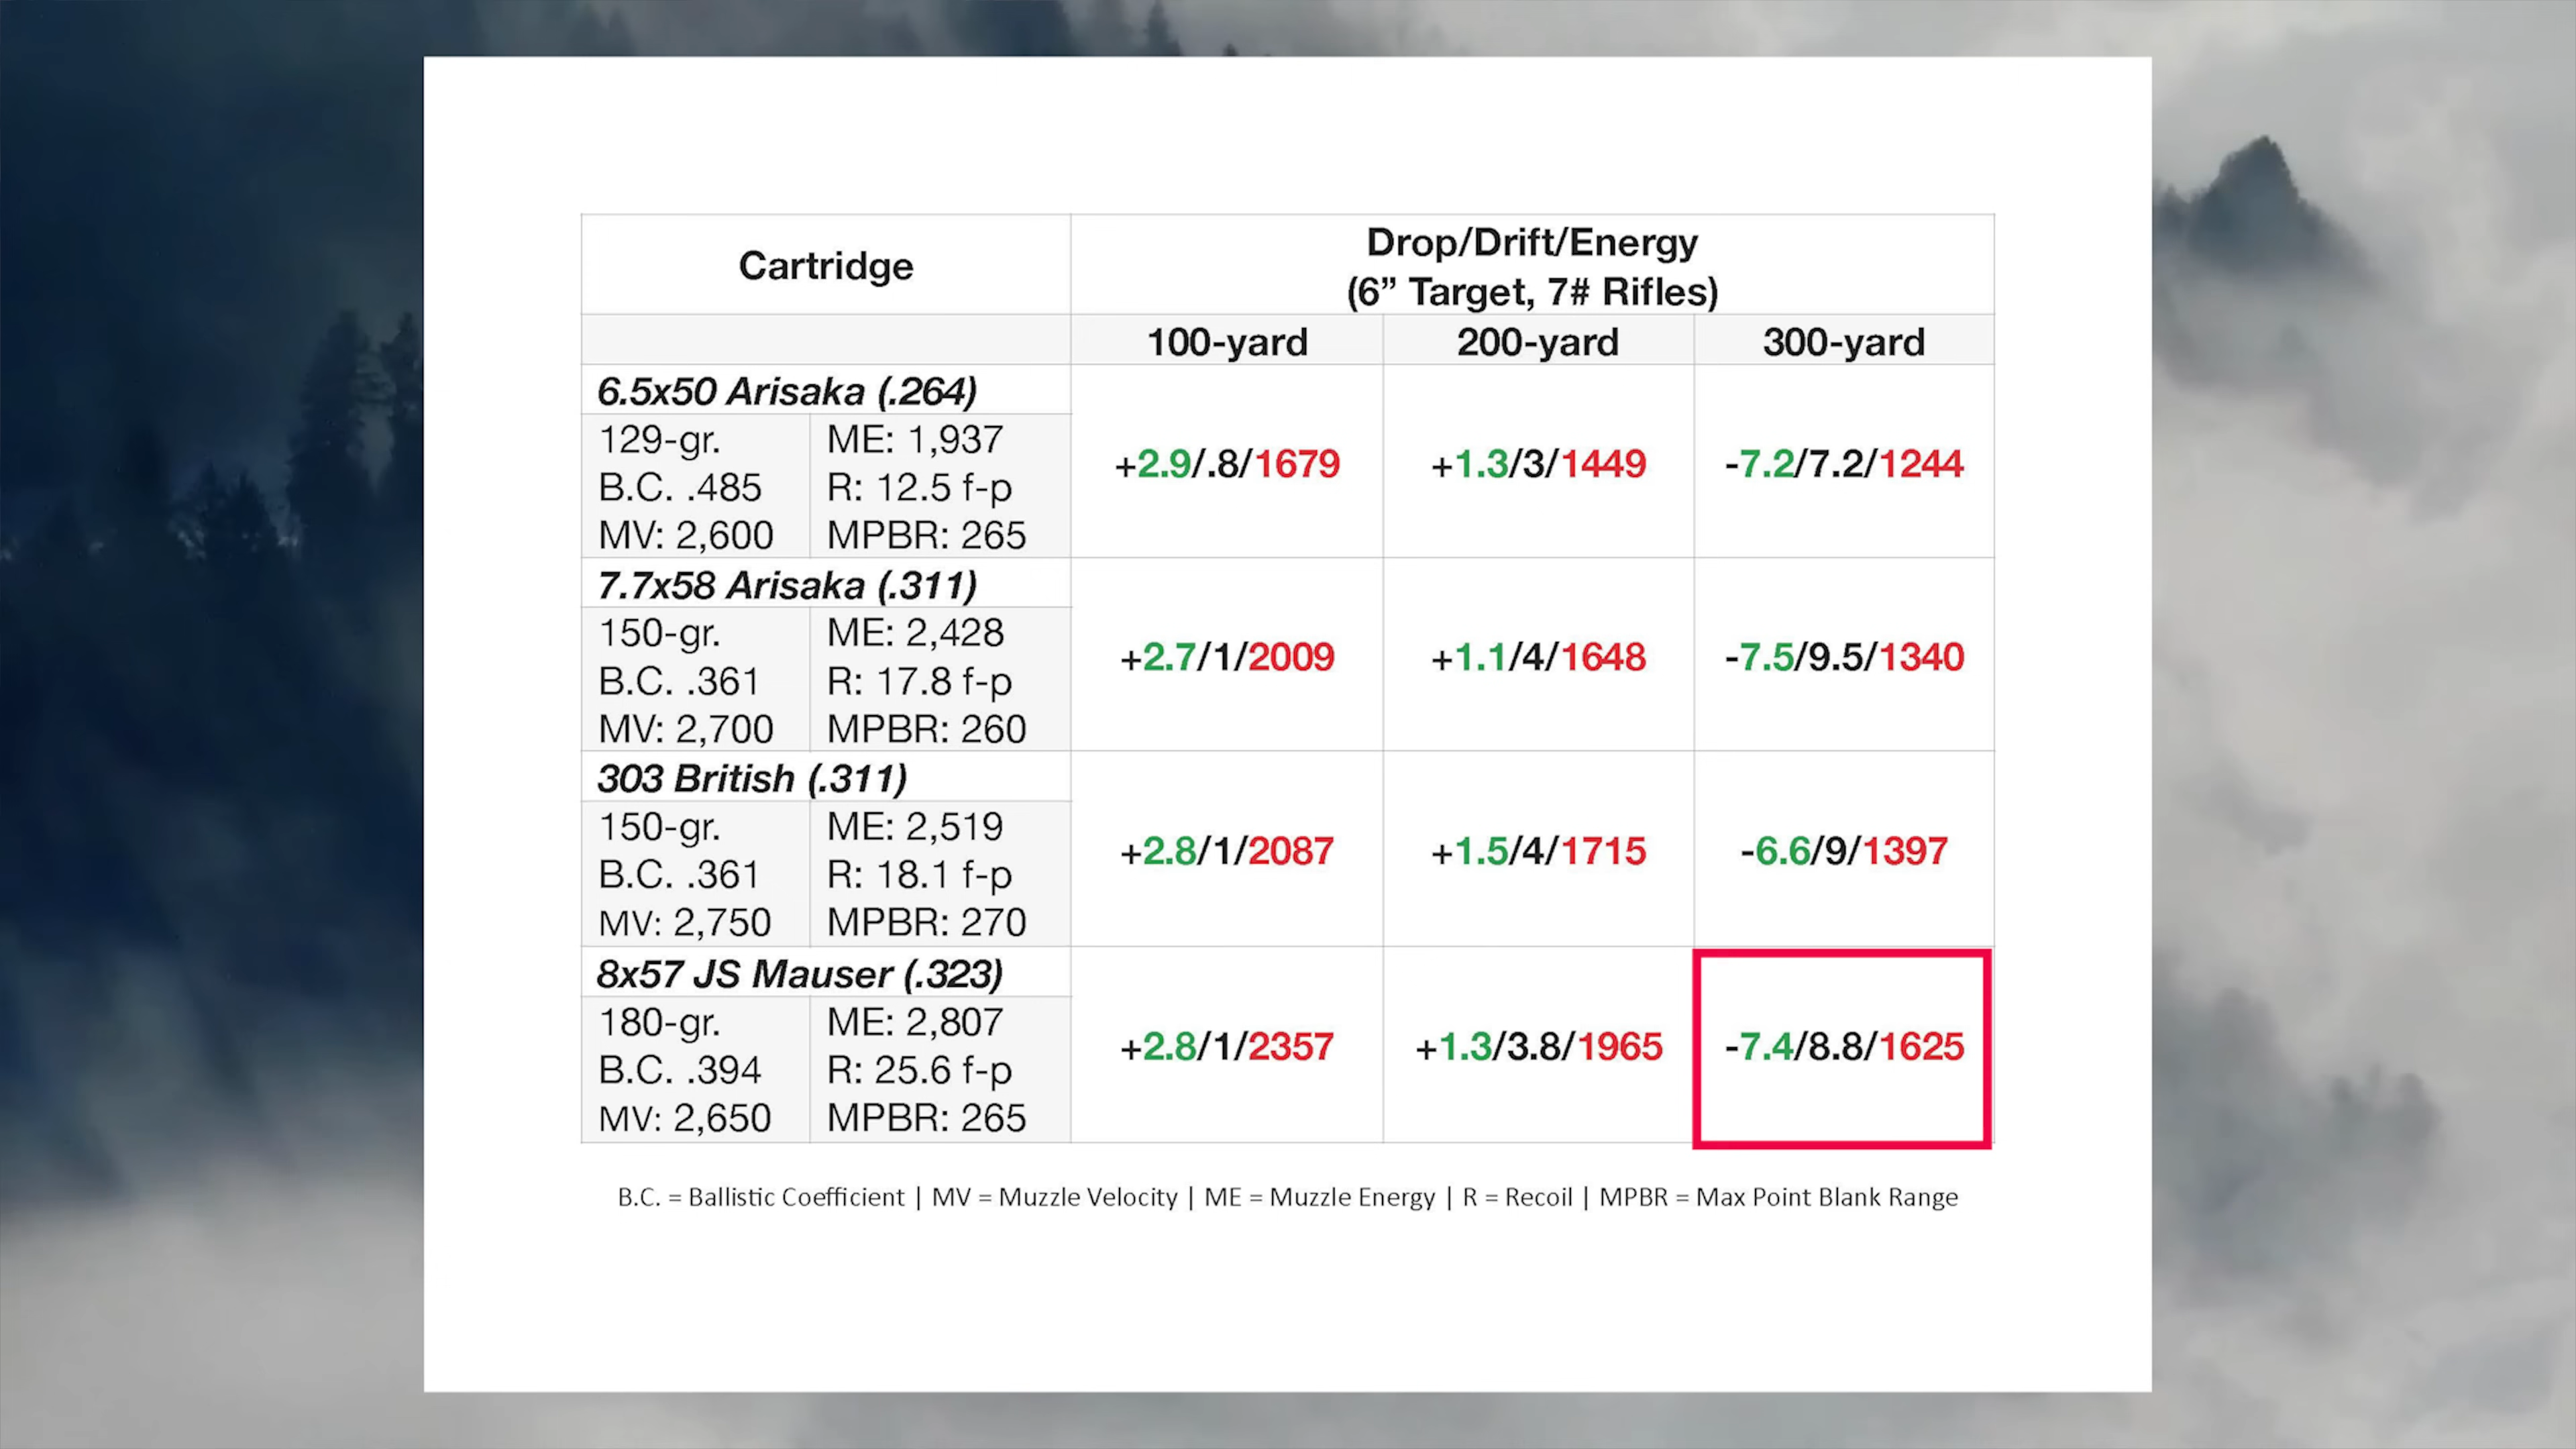 Cartridge
Drop/Drift/Energy
(6” Target, 7# Rifles)
100-yard
200-yard
300-yard
6.5x50 Arisaka (.264)
129-gr.
B.C. .485
MV: 2,600
ME: 1,937
R: 12.5 f-p
MPBR: 265
+2.9/.8/1679
+1.3/3/1449
-7.2/7.2/1244
7.7x58 Arisaka (.311)
150-gr.
B.C. .361
MV: 2,700
ME: 2,428
R: 17.8 f-p
MPBR: 260
+2.7/1/2009
+1.1/4/1648
-7.5/9.5/1340
303 British (.311)
150-gr.
B.C. .361
MV: 2,750
ME: 2,519
R: 18.1 f-p
MPBR: 270
+2.8/1/2087
+1.5/4/1715
-6.6/9/1397
8x57 JS Mauser (.323)
180-gr.
B.C. .394
MV: 2,650
ME: 2,807
R: 25.6 f-p
MPBR: 265
+2.8/1/2357
+1.3/3.8/1965
-7.4/8.8/1625
B.C. = Ballistic Coefficient | MV = Muzzle Velocity | ME = Muzzle Energy | R = Recoil | MPBR = Max Point Blank Range